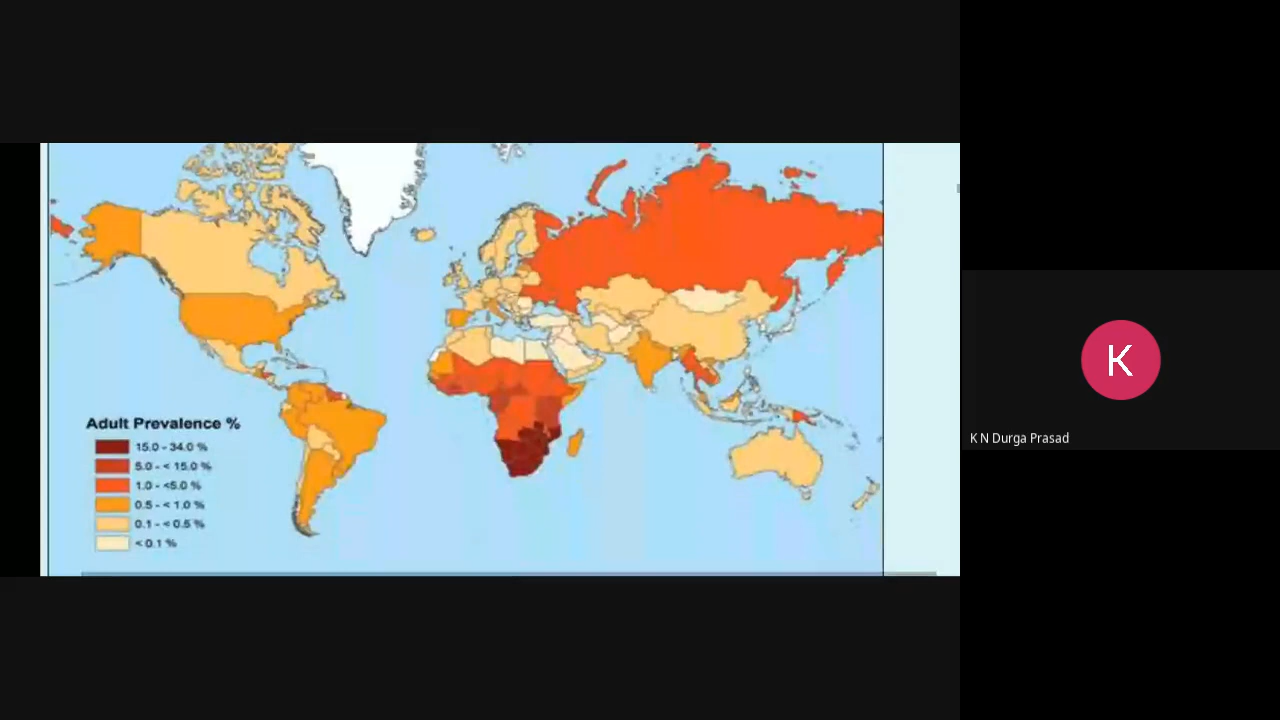 Adult Prevalence %
15.0 - 34.0 %
5.0 - < 15.0 %
1.0 - <5.0 %
0.5 - < 1.0 %
0.1 - < 0.5 %
< 0.1 %
K
K N Durga Prasad